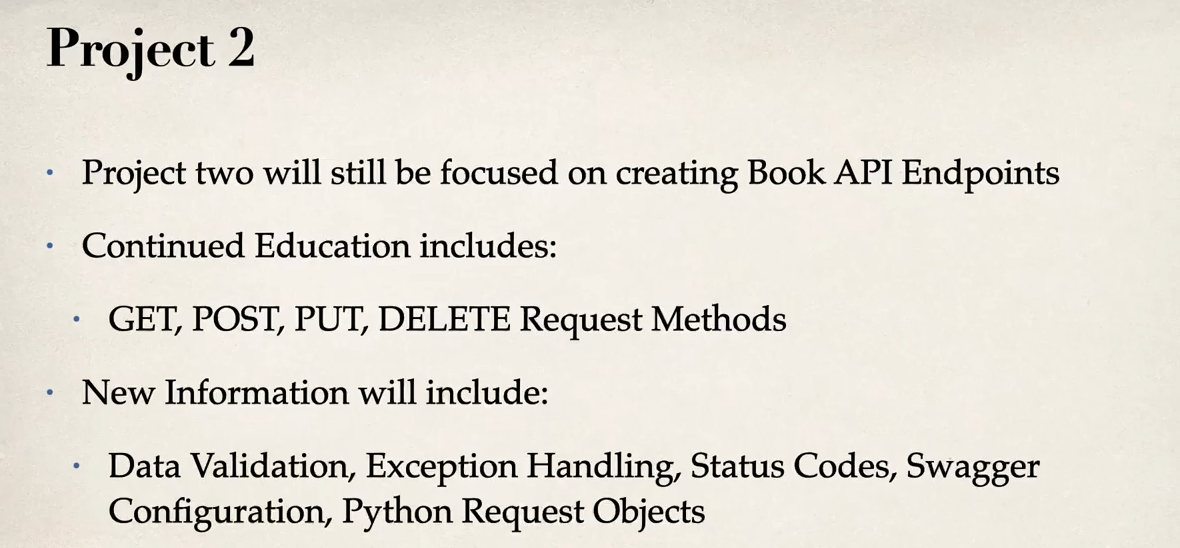 Project 2
• Project two will still be focused on creating Book API Endpoints
• Continued Education includes:
• GET, POST, PUT, DELETE Request Methods
• New Information will include:
• Data Validation, Exception Handling, Status Codes, Swagger
Configuration, Python Request Objects